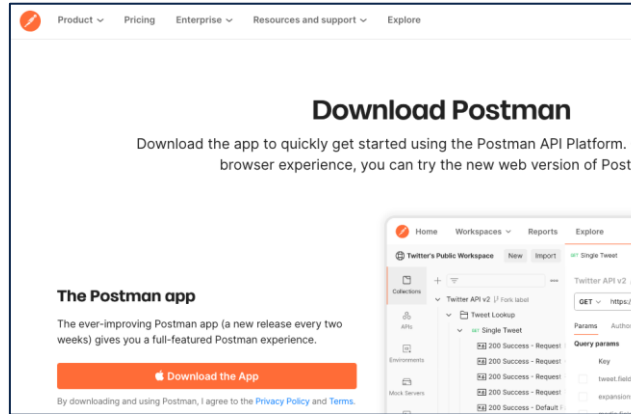 Product Pricing Enterprise Resources and support Explore
Download Postman
Download the app to quickly get started using the Postman API Platform.
browser experience, you can try the new web version of Post
The Postman app
The ever-improving Postman app (a new release every two
weeks) gives you a full-featured Postman experience.
Download the App
By downloading and using Postman, I agree to the Privacy Policy and Terms.
Home Workspaces Reports Explore
Twitter's Public Workspace New Import GET Single Tweet
Collections
APIs
Environments
Mock Servers
Twitter API v2 Fork label
Tweet Lookup
GET Single Tweet
200 Success - Request
200 Success - Request
200 Success - Request
200 Success - Request
200 Success - Default
Twitter API v2
GET https:/
Params Autho
Query params
Key
tweet.field
expansion